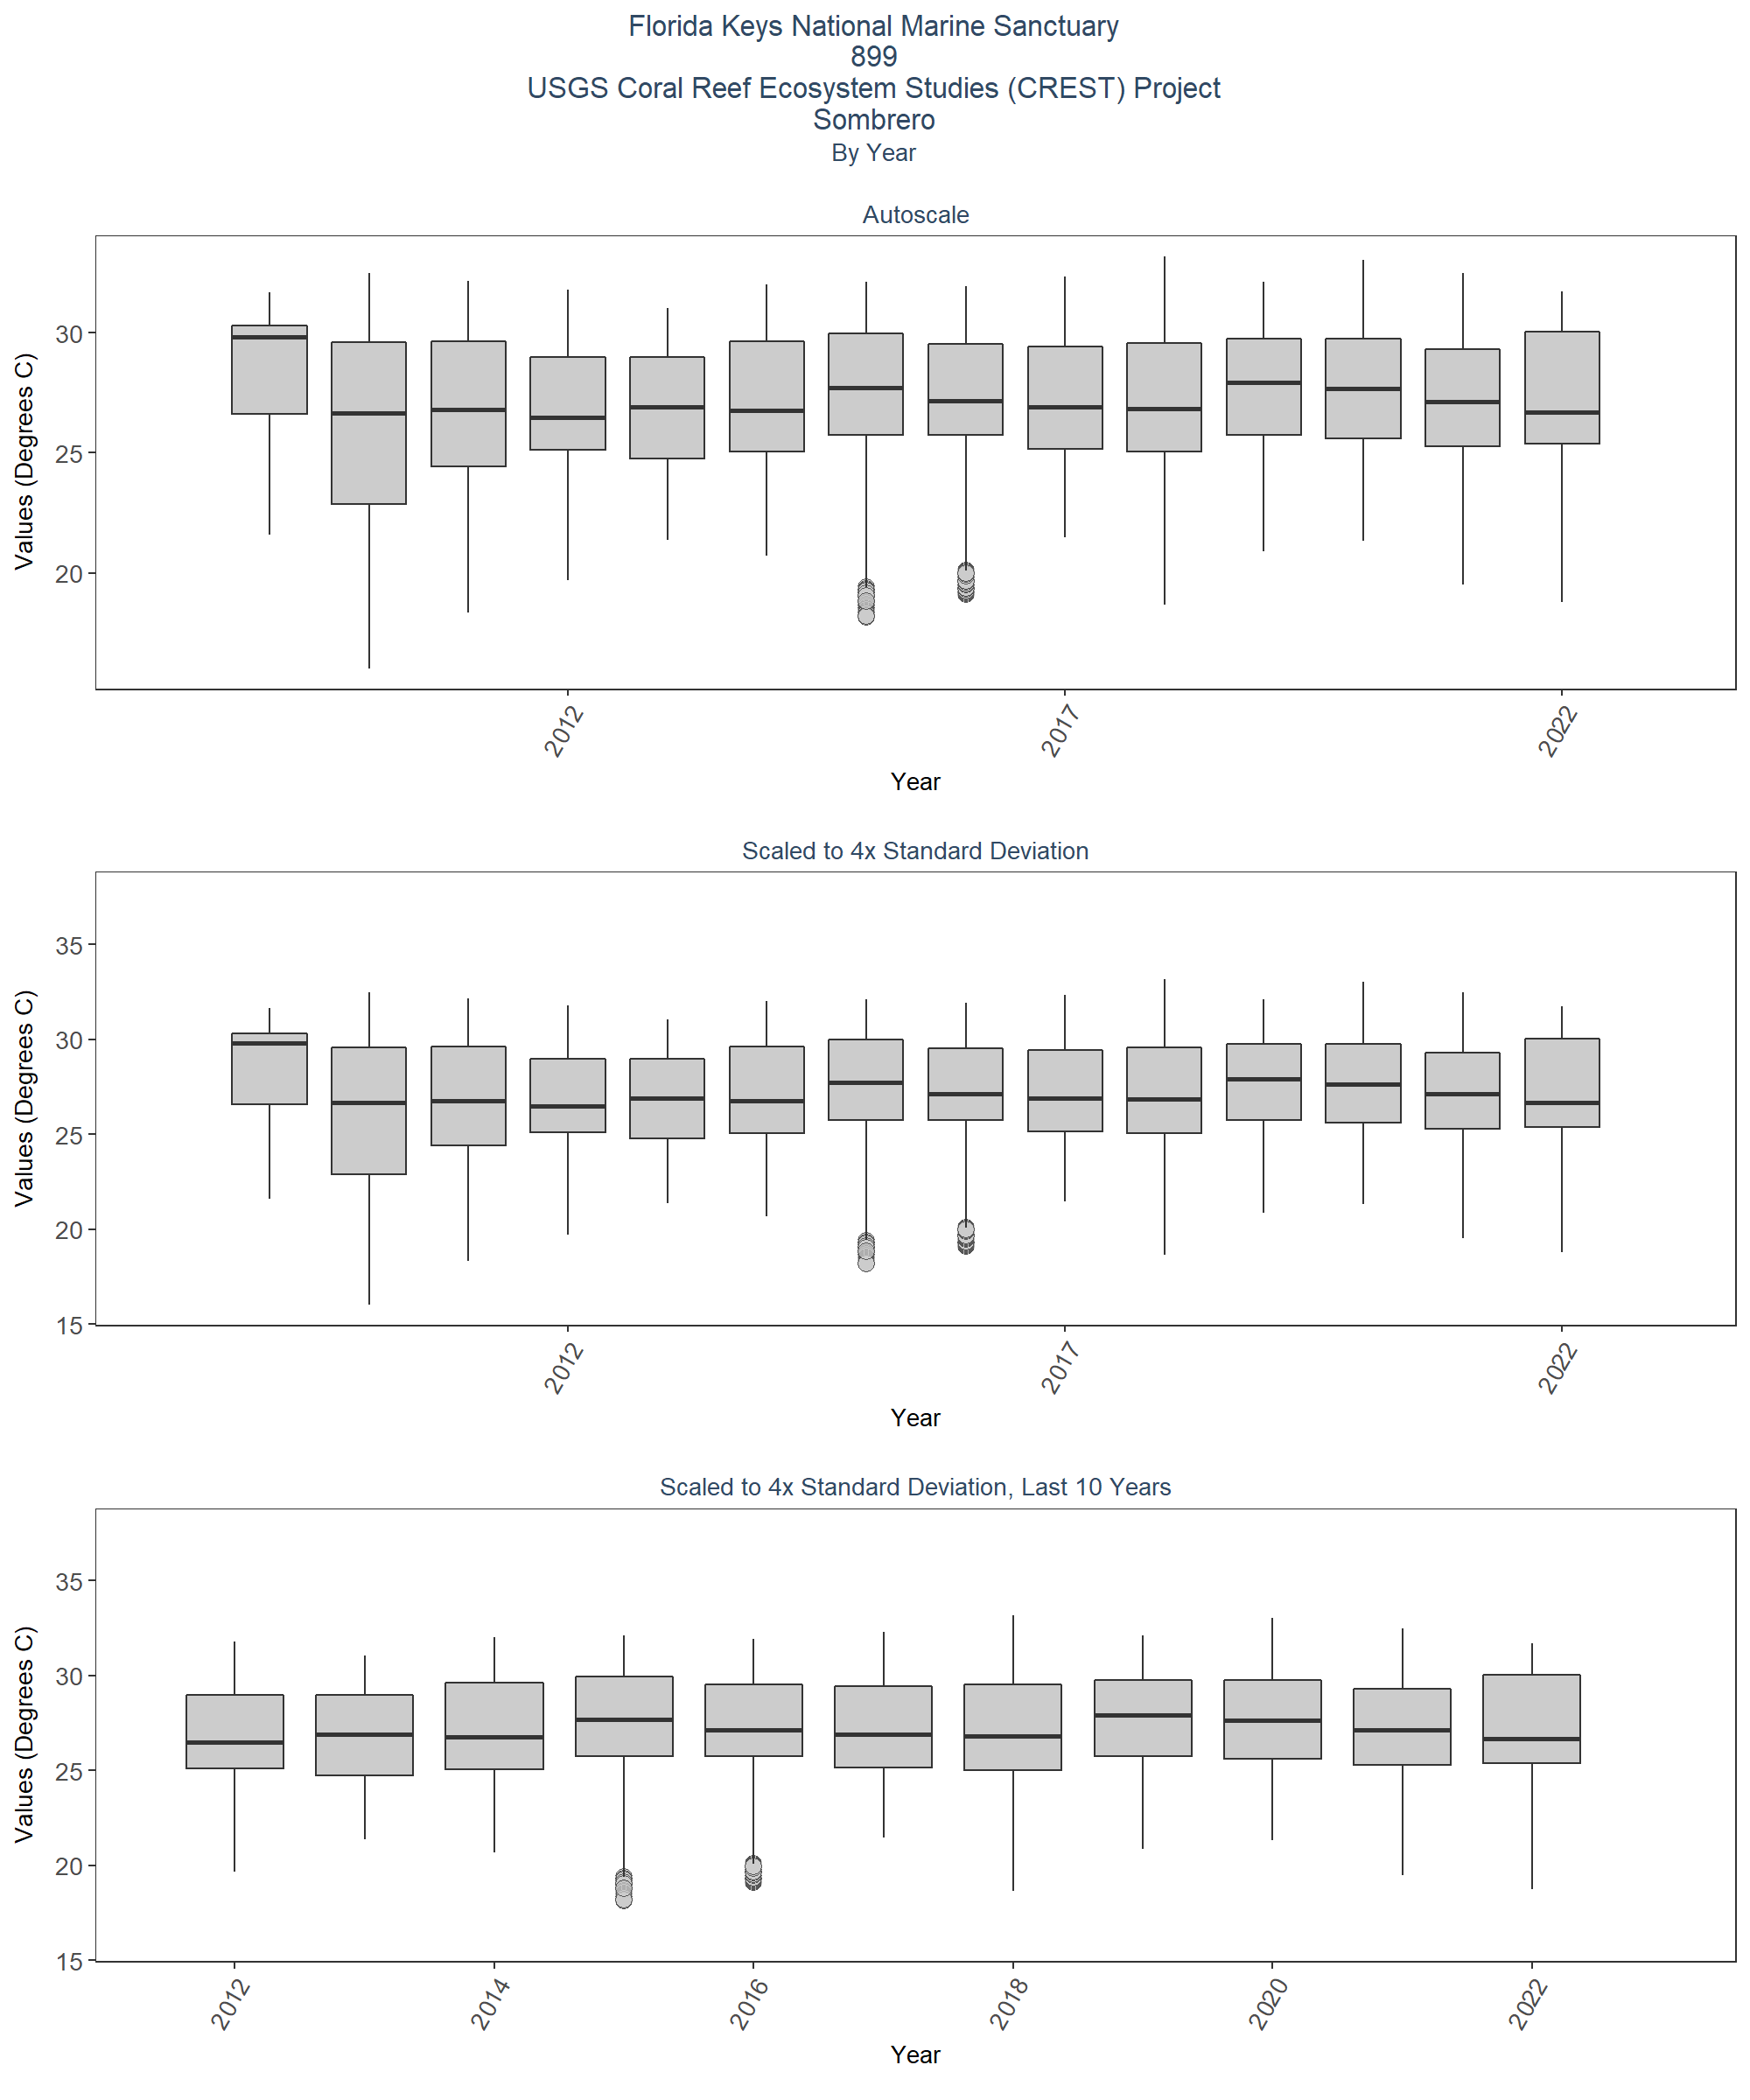 Florida Keys National Marine Sanctuary
899
USGS Coral Reef Ecosystem Studies (CREST) Project
Sombrero
By Year
Autoscale
Values (Degrees C)
30
25
20
2012 2017 2022
Year
Scaled to 4x Standard Deviation
Values (Degrees C)
35
30
25
20
15
2012 2017 2022
Year
Scaled to 4x Standard Deviation, Last 10 Years
Values (Degrees C)
35
30
25
20
15
2012 2014 2016 2018 2020 2022
Year